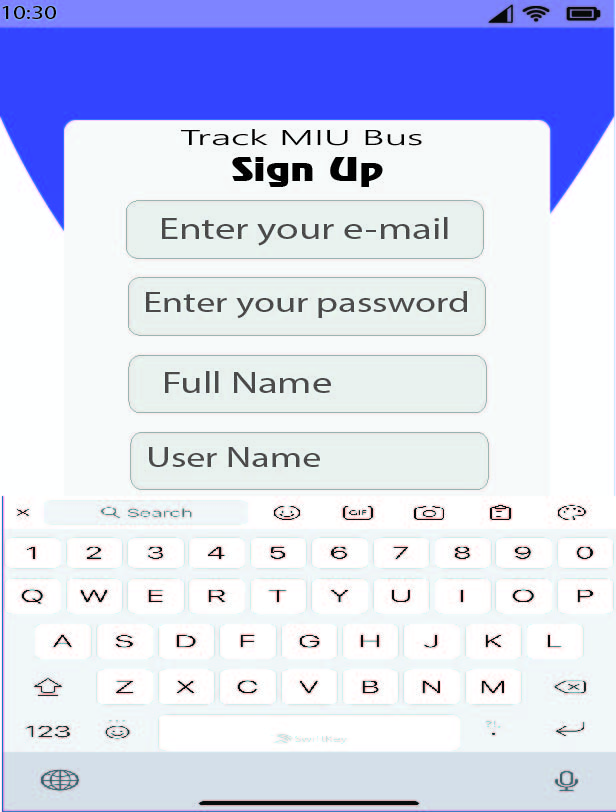 10:30
Track MIU Bus
Sign Up
Enter your e-mail
Enter your password
Full Name
User Name
Search
GIF
1 2 3 4 5 6 7 8 9 0
Q W E R T Y U I O P
A S D F G H J K L
Z X C V B N M
123